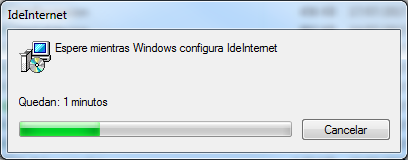 IdeInternet
Espere mientras Windows configura IdeInternet
Quedan: 1 minutos
Cancelar